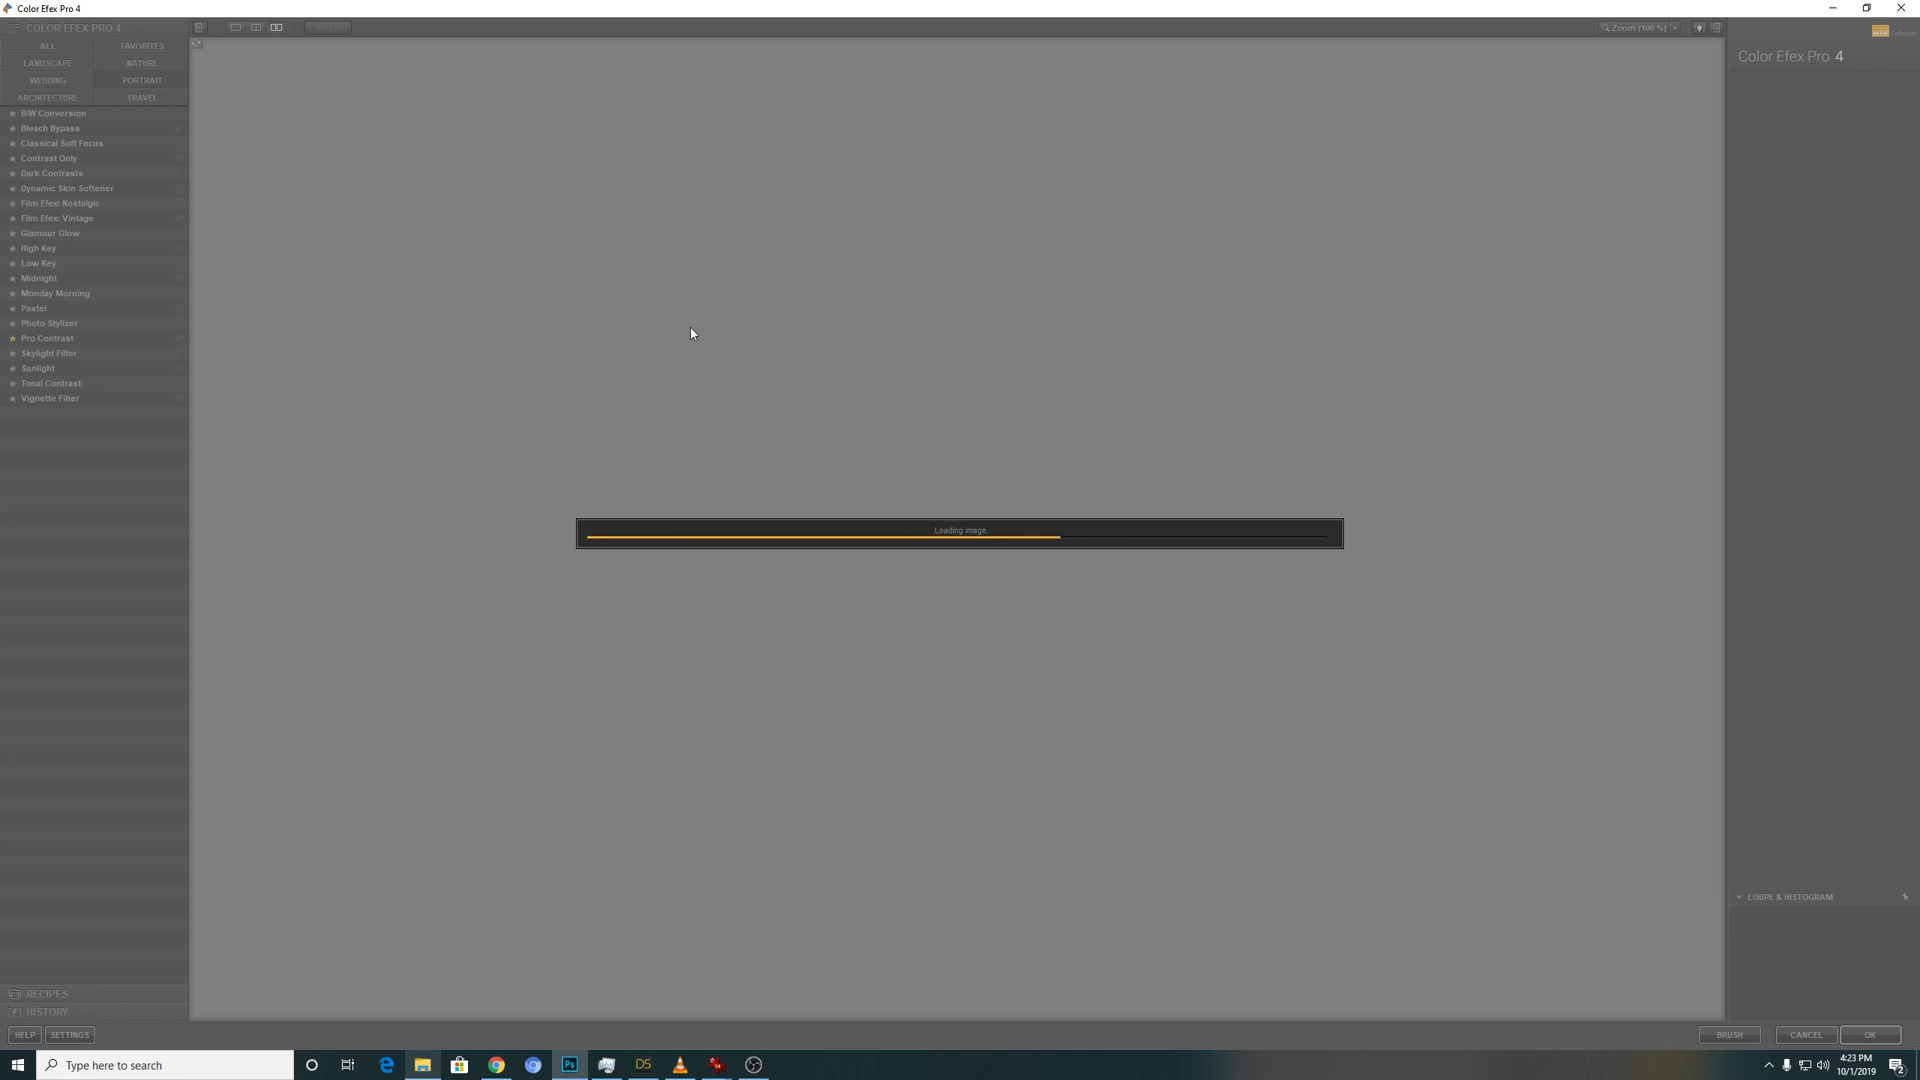 Color Efex Pro 4
COLOR EFEX PRO 4
Zoom (100 %)
ALL
FAVORITES
LANDSCAPE
NATURE
WEDDING
PORTRAIT
ARCHITECTURE
TRAVEL
Color Efex Pro 4
B/W Conversion
Bleach Bypass
Classical Soft Focus
Contrast Only
Dark Contrasts
Dynamic Skin Softener
Film Efex: Nostalgic
Film Efex: Vintage
Glamour Glow
High Key
Low Key
Midnight
Monday Morning
Pastel
Photo Stylizer
Pro Contrast
Skylight Filter
Sunlight
Tonal Contrast
Vignette Filter
Loading image.
LOUPE & HISTOGRAM
RECIPES
HISTORY
HELP
SETTINGS
BRUSH
CANCEL
OK
Type here to search
Ps
DS
4:23 PM
10/1/2019
2